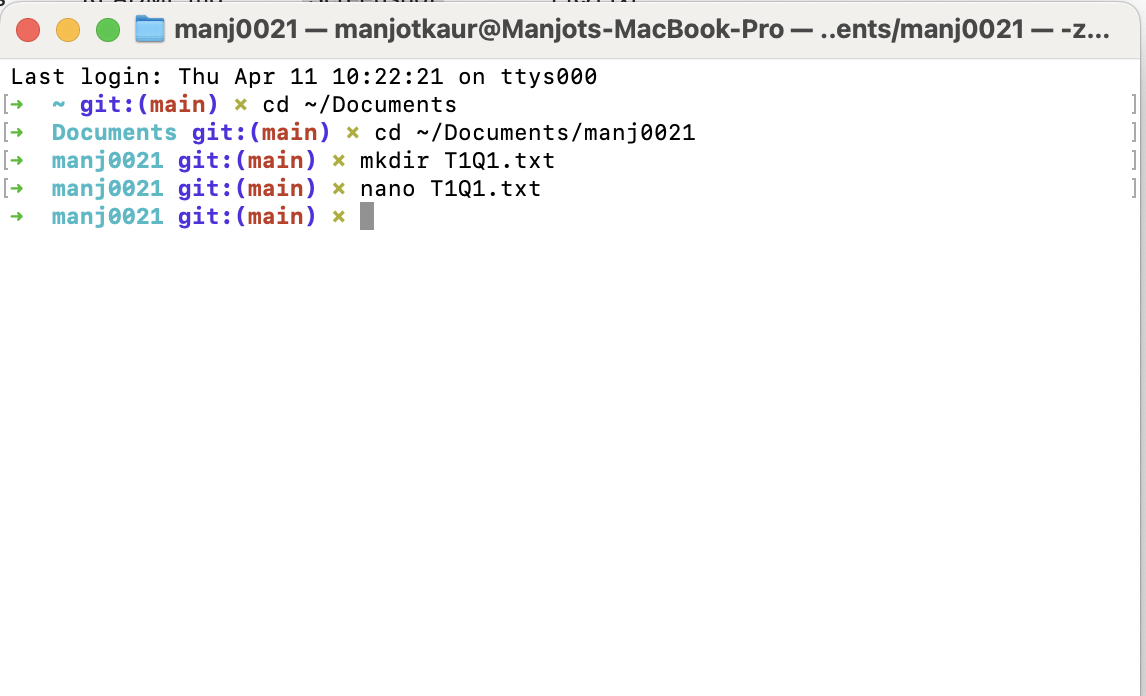 manj0021 — manjotkaur@Manjots-MacBook-Pro — ..ents/manj0021 — -z...
Last login: Thu Apr 11 10:22:21 on ttys000
[➜  ~ git:(main) ✗ cd ~/Documents ]
[➜  Documents git:(main) ✗ cd ~/Documents/manj0021 ]
[➜  manj0021 git:(main) ✗ mkdir T1Q1.txt ]
[➜  manj0021 git:(main) ✗ nano T1Q1.txt ]
➜  manj0021 git:(main) ✗